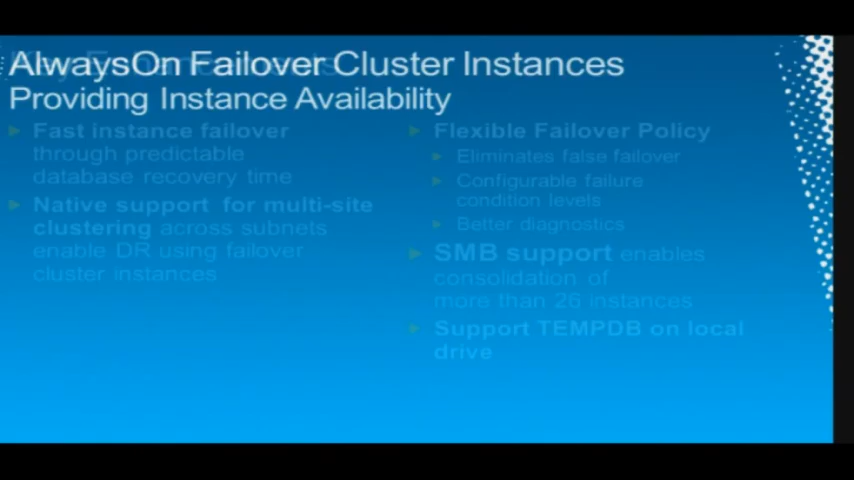 Key Enhancements
AlwaysOn Failover Cluster Instances
Providing Instance Availability
Fast instance failover
through predictable
database recovery time
Native support for multi-site
clustering across subnets
enable DR using failover
cluster instances
Flexible Failover Policy
Eliminates false failover
Configurable failure
condition levels
Better diagnostics
SMB support enables
consolidation of
more than 26 instances
Support TEMPDB on local
drive